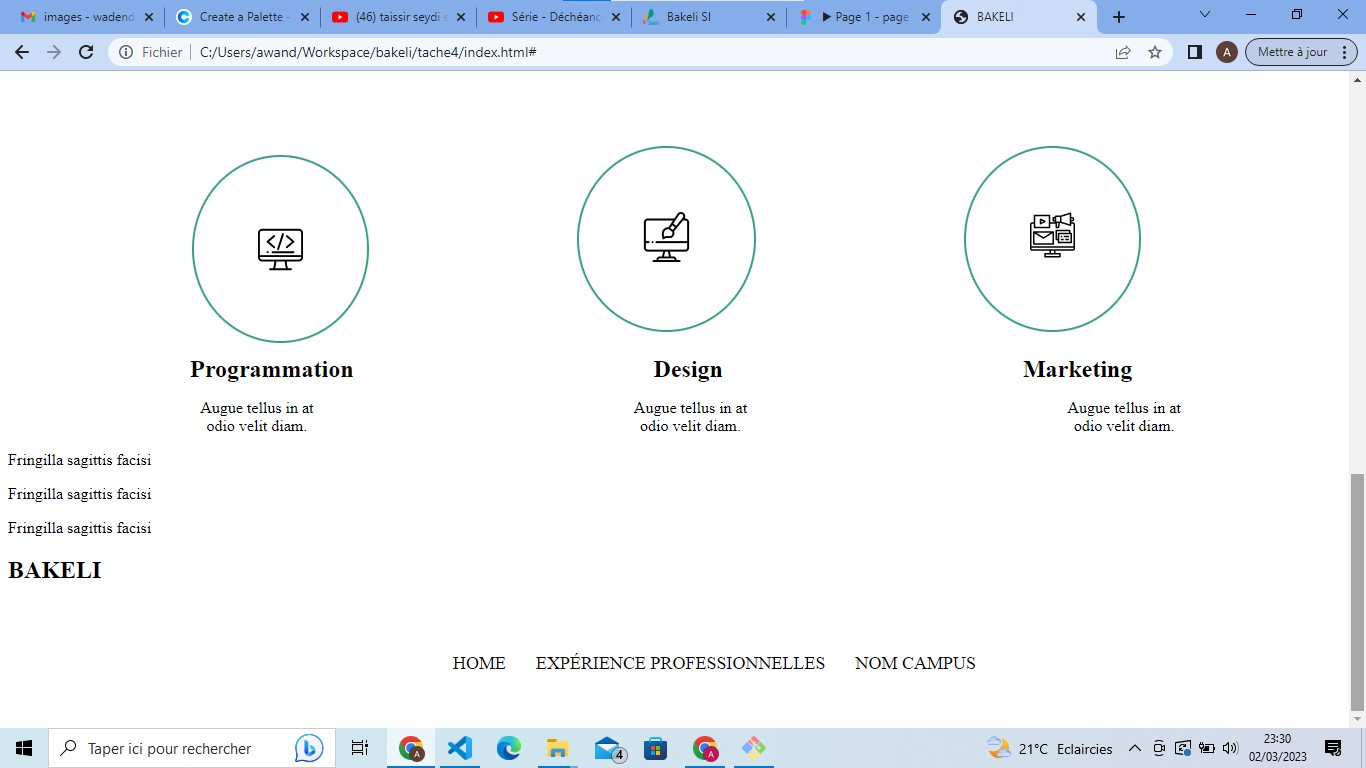 images - wadend
Create a Palette -
(46) taissir seydi e
Série - Déchéanc
Bakeli SI
Page 1 - page
BAKELI
Fichier
C:/Users/awand/Workspace/bakeli/tache4/index.html#
A
Mettre à jour
Programmation
Design
Marketing
Augue tellus in at
odio velit diam.
Augue tellus in at
odio velit diam.
Augue tellus in at
odio velit diam.
Fringilla sagittis facisi
Fringilla sagittis facisi
Fringilla sagittis facisi
BAKELI
HOME EXPÉRIENCE PROFESSIONNELLES NOM CAMPUS
Taper ici pour rechercher
A
4
A
21°C Eclaircies
23:30
02/03/2023